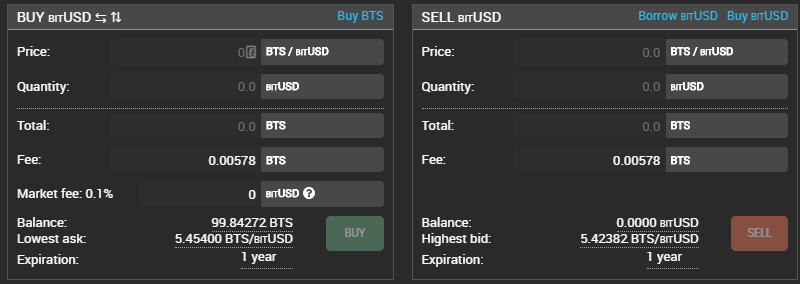 BUY BITUSD ⇆ ⇅ Buy BTS
Price: BTS / BITUSD
Quantity: 0.0 BITUSD
Total: 0.0 BTS
Fee: 0.00578 BTS
Market fee: 0.1% 0 BITUSD ?
Balance: 99.84272 BTS
Lowest ask: 5.45400 BTS/BITUSD
Expiration: 1 year
BUY
SELL BITUSD Borrow BITUSD Buy BITUSD
Price: 0.0 BTS / BITUSD
Quantity: 0.0 BITUSD
Total: 0.0 BTS
Fee: 0.00578 BTS
Balance: 0.0000 BITUSD
Highest bid: 5.42382 BTS/BITUSD
Expiration: 1 year
SELL